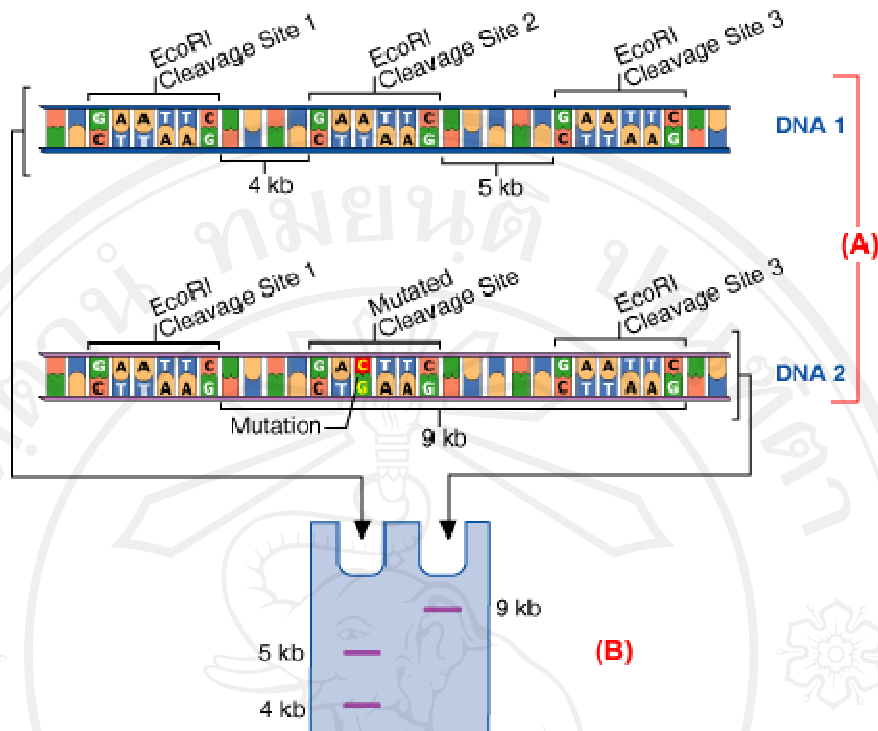 EcoRI
Cleavage Site 1
EcoRI
Cleavage Site 2
EcoRI
Cleavage Site 3
G A A T T C G A A T T C G A A T T C
C T T A A G C T T A A G C T T A A G
DNA 1
4 kb
5 kb
(A)
EcoRI
Cleavage Site 1
Mutated
Cleavage Site
EcoRI
Cleavage Site 3
G A A T T C G A C T T C G A A T T C
C T T A A G C T G A A G C T T A A G
DNA 2
Mutation
9 kb
9 kb
5 kb
(B)
4 kb